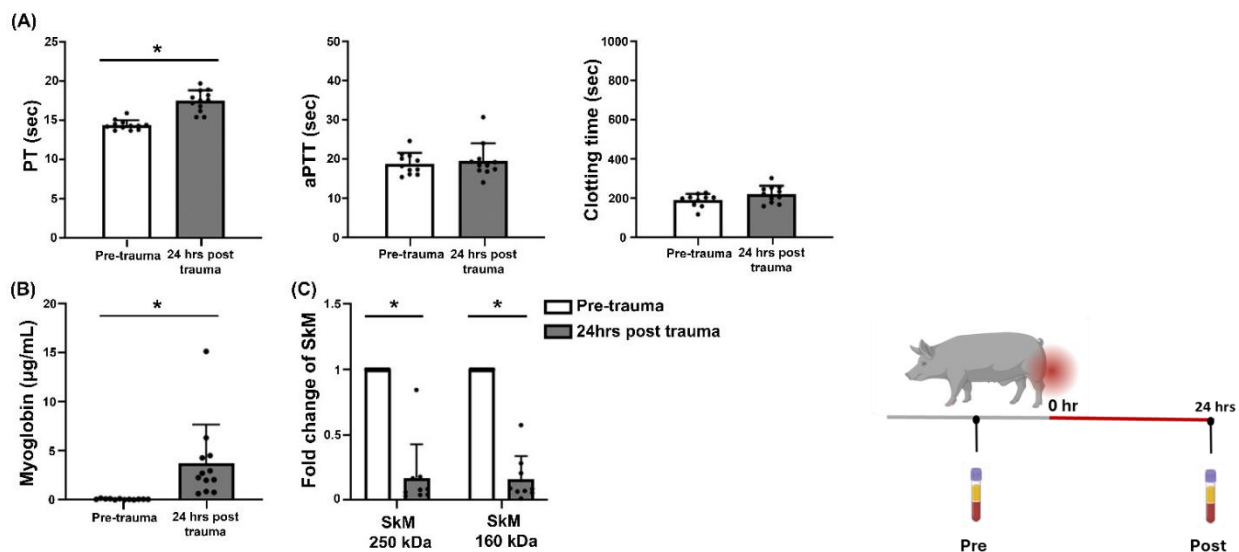 (A)
25
20
15
10
5
0
PT (sec)
*
Pre-trauma
24 hrs post
trauma
50
40
30
20
10
0
aPTT (sec)
Pre-trauma
24 hrs post
trauma
1000
800
600
400
200
0
Clotting time (sec)
Pre-trauma
24 hrs post
trauma
(B)
20
15
10
5
0
Myoglobin (µg/mL)
*
Pre-trauma
24 hrs post
trauma
(C)
1.5
1
0.5
0
Fold change of SkM
*
*
SkM
250 kDa
SkM
160 kDa
Pre-trauma
24hrs post trauma
0 hr
24 hrs
Pre
Post